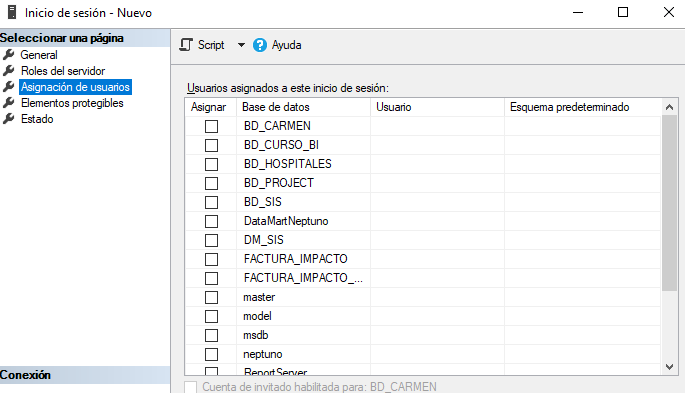 Inicio de sesión - Nuevo
Seleccionar una página
General
Roles del servidor
Asignación de usuarios
Elementos protegibles
Estado
Conexión
Script
Ayuda
Usuarios asignados a este inicio de sesión:
Asignar Base de datos Usuario Esquema predeterminado
BD_CARMEN
BD_CURSO_BI
BD_HOSPITALES
BD_PROJECT
BD_SIS
DataMartNeptuno
DM_SIS
FACTURA_IMPACTO
FACTURA_IMPACTO_...
master
model
msdb
neptuno
ReportServer
Cuenta de invitado habilitada para: BD_CARMEN